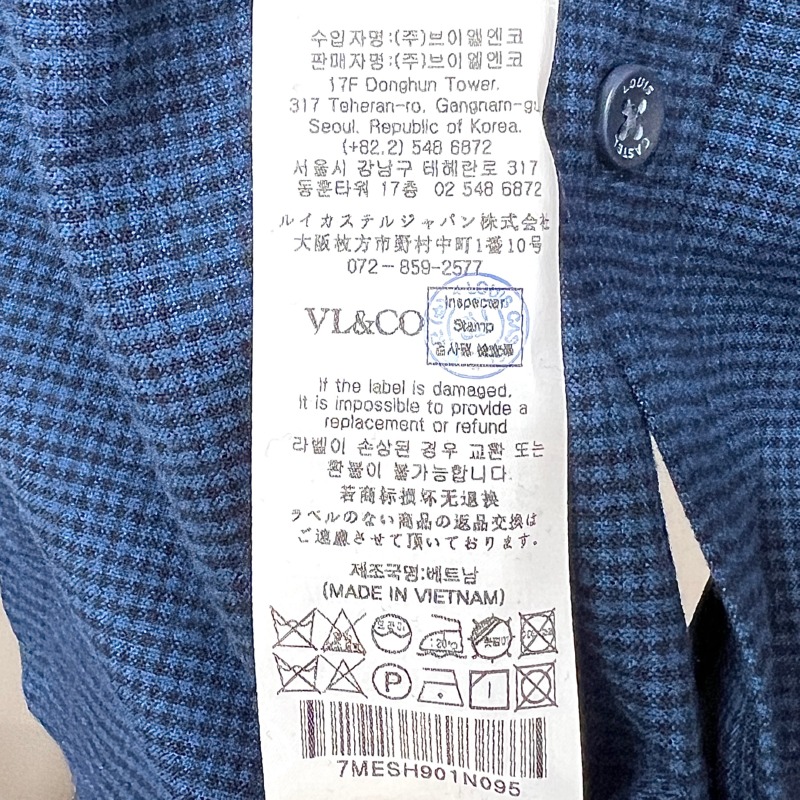 수입자명:(주)브이엘엔코
판매자명:(주)브이엘엔코
17F Donghun Tower,
317 Teheran-ro, Gangnam-gu
Seoul, Republic of Korea.
(+82.2) 548 6872
서울시 강남구 테헤란로 317
동훈타워 17층 02 548 6872
ルイカステルジャパン株式会社
大阪枚方市野村中町1番10号
072-859-2577
VL&CO
Inspector
Stamp
If the label is damaged,
It is impossible to provide a
replacement or refund
라벨이 손상된 경우 교환 또는
환불이 불가능합니다.
若商标损坏无退换
ラベルのない商品の返品交換は
ご遠慮させて頂いております。
제조국명:베트남
(MADE IN VIETNAM)
P
7MESH901N095
LOUIS
CASTEL